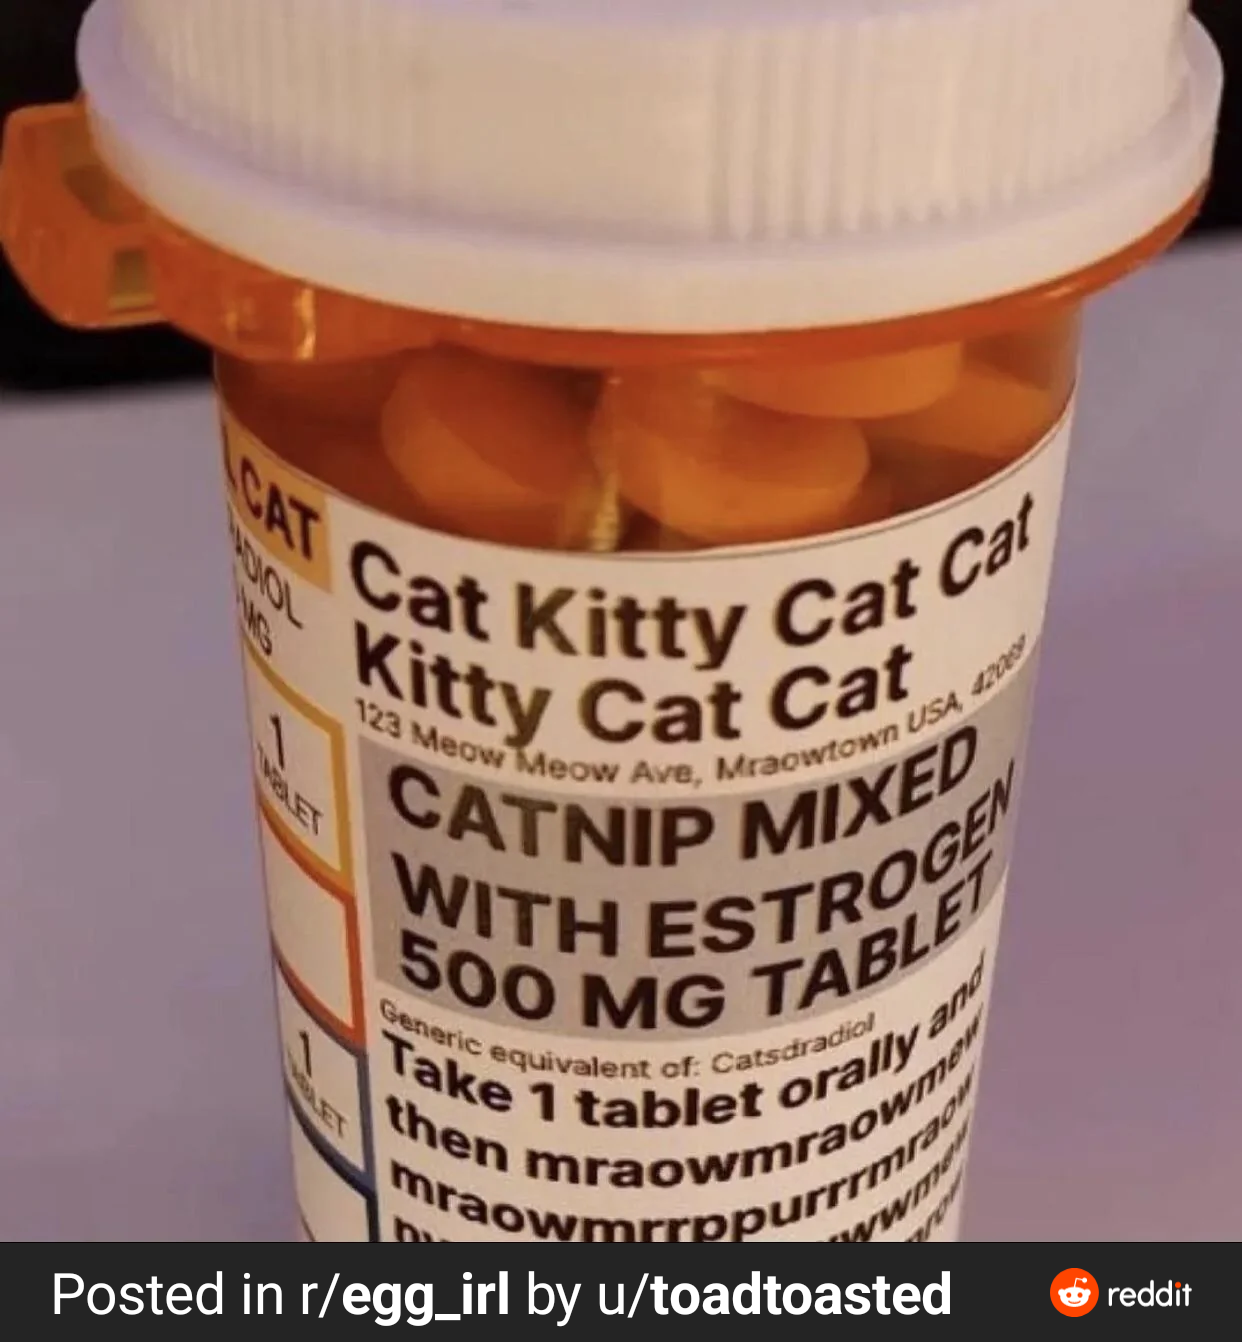 CAT
ADIOL
MG
1
TABLET
1
Cat Kitty Cat Cat
Kitty Cat Cat
123 Meow Meow Ave, Mraowtown USA, 42069
CATNIP MIXED
WITH ESTROGEN
500 MG TABLET
Generic equivalent of: Catsdradiol
Take 1 tablet orally and
then mraowmraowmew
mraowmrrppurrrrmraow
Posted in r/egg_irl by u/toadtoasted
reddit